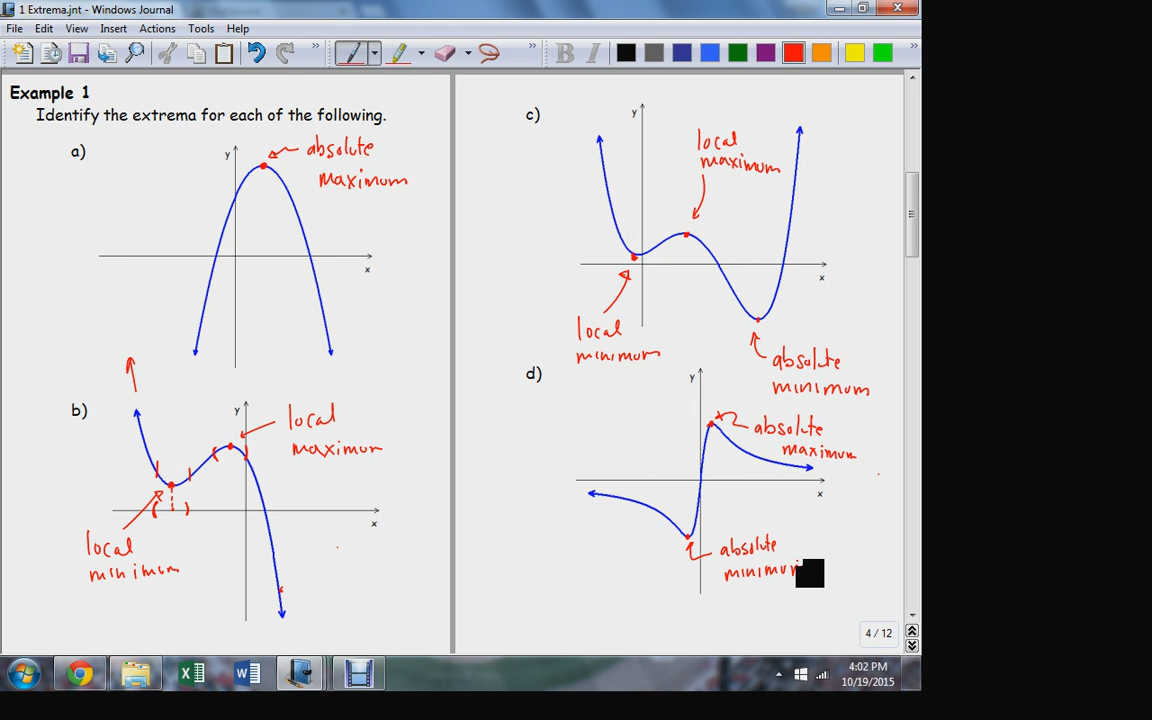 1 Extrema.jnt - Windows Journal
File Edit View Insert Actions Tools Help
» B I »
Example 1
Identify the extrema for each of the following.
a)
y
absolute
maximum
x
b)
y
local
maximum
x
local
minimum
c)
y
local
maximum
x
local
minimum
absolute
minimum
d)
y
absolute
maximum
x
absolute
minimum
4 / 12
4:02 PM
10/19/2015